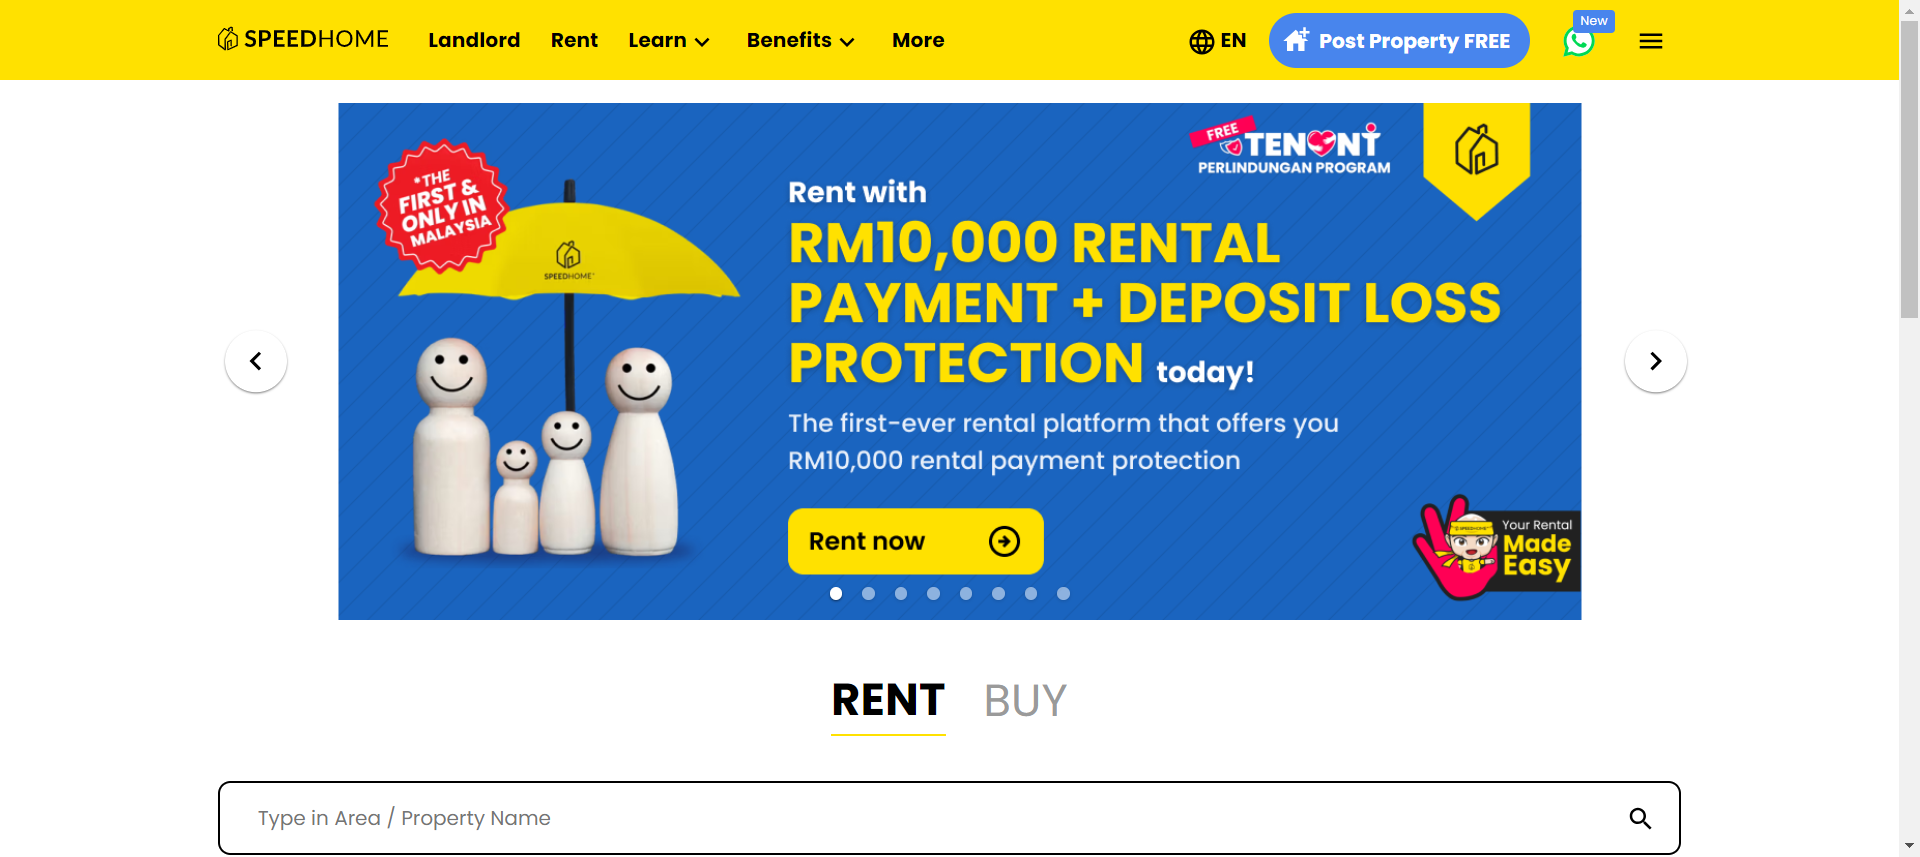 SPEEDHOME
Landlord
Rent
Learn
Benefits
More
EN
Post Property FREE
New
*THE
FIRST &
ONLY IN
MALAYSIA
SPEEDHOME
FREE
TENANT
PERLINDUNGAN PROGRAM
Rent with
RM10,000 RENTAL
PAYMENT + DEPOSIT LOSS
PROTECTION today!
The first-ever rental platform that offers you
RM10,000 rental payment protection
Rent now
SPEEDHOME
Your Rental
Made
Easy
RENT
BUY
Type in Area / Property Name